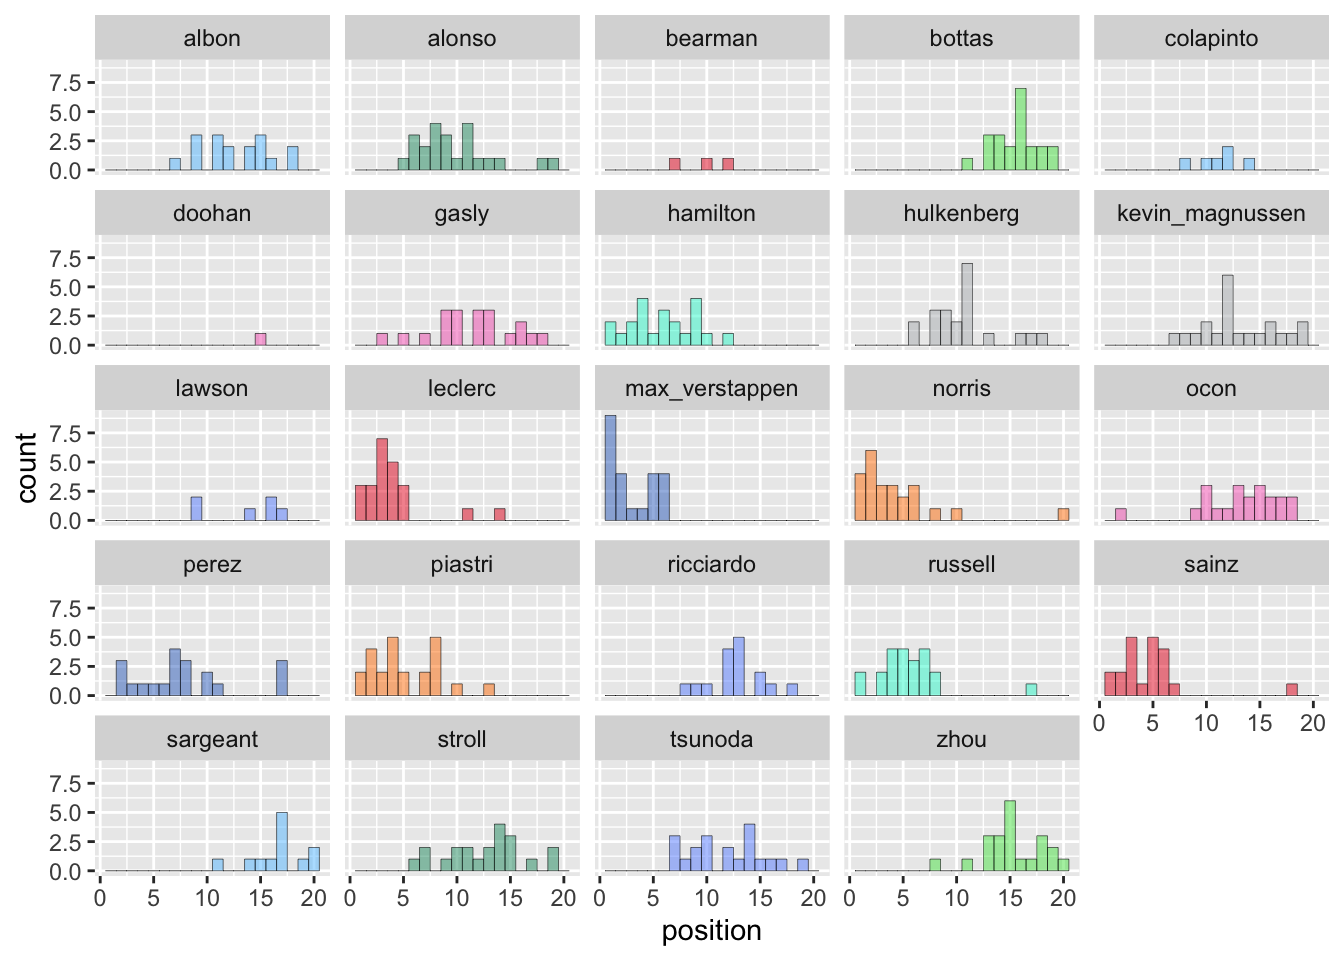 albon alonso bearman bottas colapinto
7.5
5.0
2.5
0.0
doohan gasly hamilton hulkenberg kevin_magnussen
7.5
5.0
2.5
0.0
lawson leclerc max_verstappen norris ocon
7.5
5.0
2.5
0.0
count
perez piastri ricciardo russell sainz
7.5
5.0
2.5
0.0
0 5 10 15 20
sargeant stroll tsunoda zhou
7.5
5.0
2.5
0.0
0 5 10 15 20 0 5 10 15 20 0 5 10 15 20 0 5 10 15 20
position